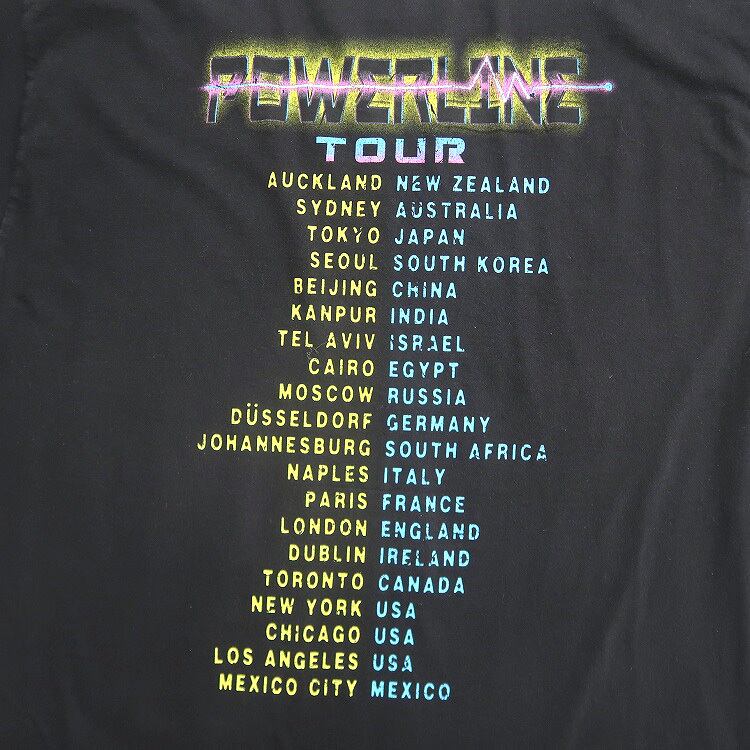 POWERLINE
TOUR
AUCKLAND NEW ZEALAND
SYDNEY AUSTRALIA
TOKYO JAPAN
SEOUL SOUTH KOREA
BEIJING CHINA
KANPUR INDIA
TEL AVIV ISRAEL
CAIRO EGYPT
MOSCOW RUSSIA
DÜSSELDORF GERMANY
JOHANNESBURG SOUTH AFRICA
NAPLES ITALY
PARIS FRANCE
LONDON ENGLAND
DUBLIN IRELAND
TORONTO CANADA
NEW YORK USA
CHICAGO USA
LOS ANGELES USA
MEXICO CITY MEXICO